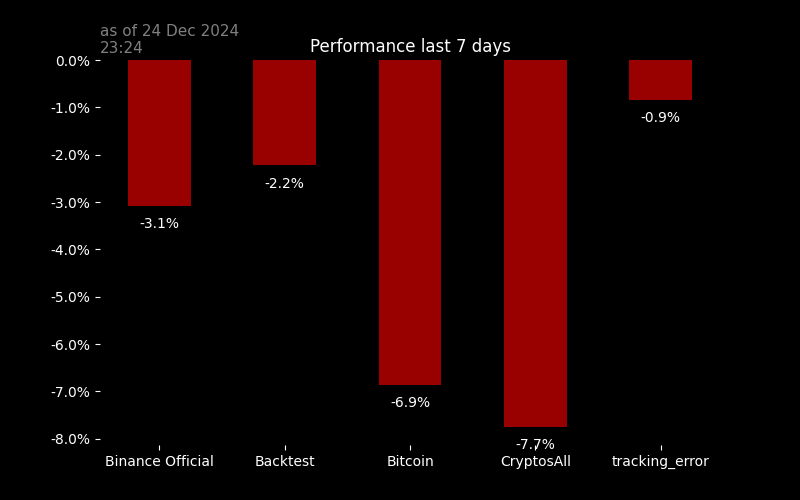 as of 24 Dec 2024
23:24
Performance last 7 days
0.0%
-1.0%
-2.0%
-3.0%
-4.0%
-5.0%
-6.0%
-7.0%
-8.0%
-3.1%
-2.2%
-6.9%
-7.7%
-0.9%
Binance Official
Backtest
Bitcoin
CryptosAll
tracking_error